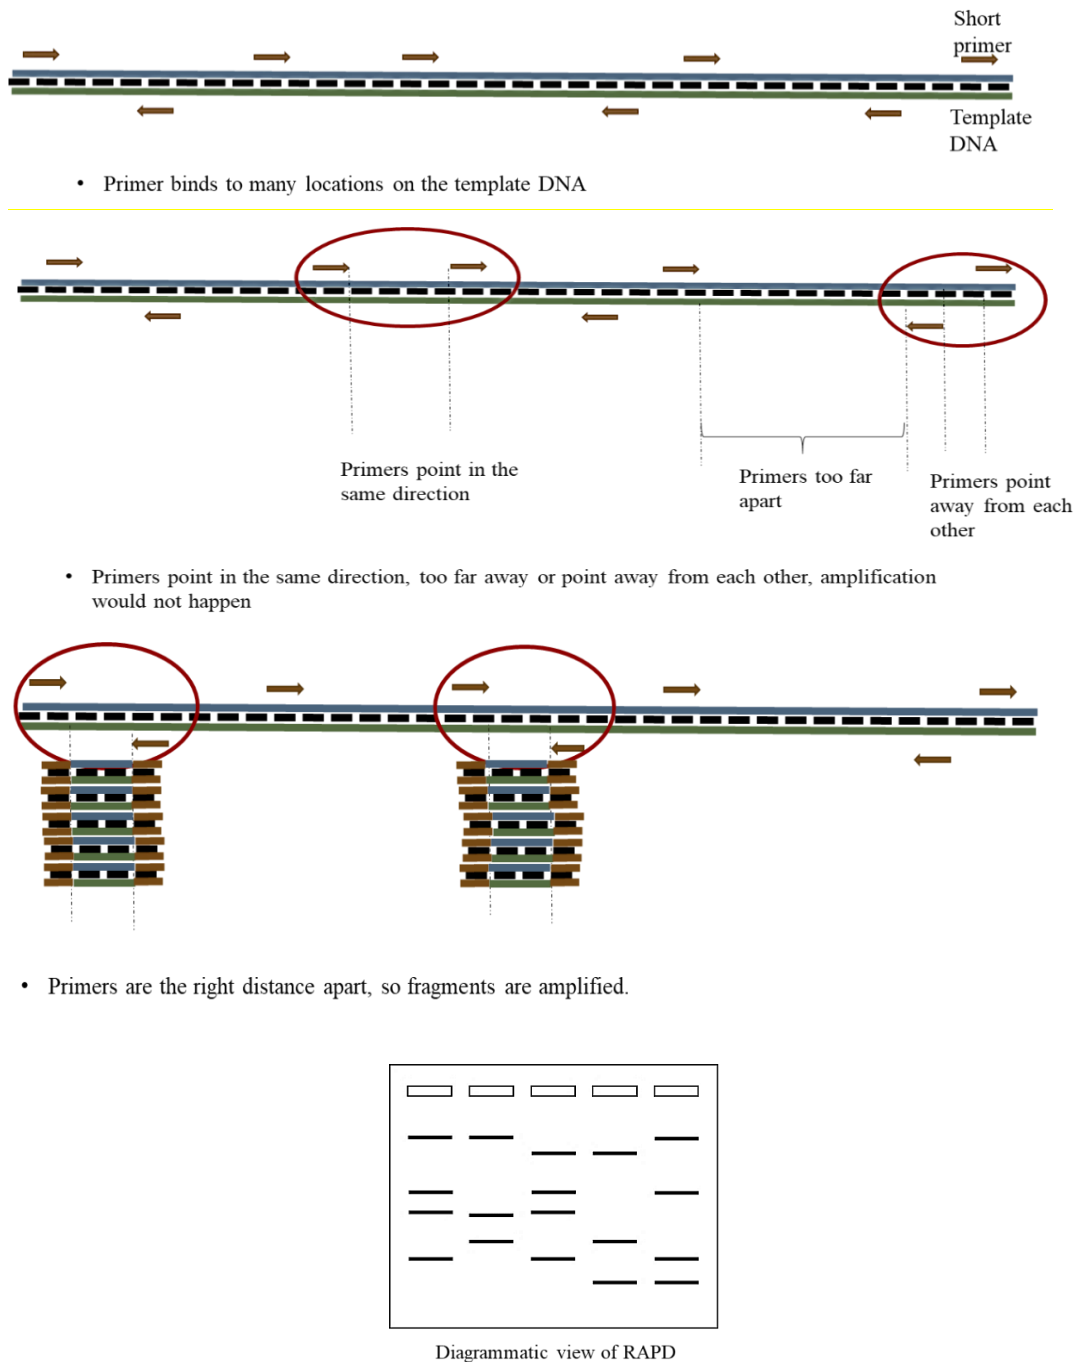 Short
primer
Template
DNA
• Primer binds to many locations on the template DNA
Primers point in the
same direction
Primers too far
apart
Primers point
away from each
other
• Primers point in the same direction, too far away or point away from each other, amplification
would not happen
• Primers are the right distance apart, so fragments are amplified.
Diagrammatic view of RAPD